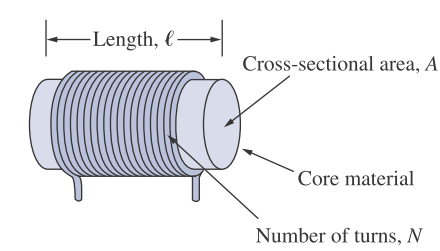 Length, ℓ
Cross-sectional area, A
Core material
Number of turns, N